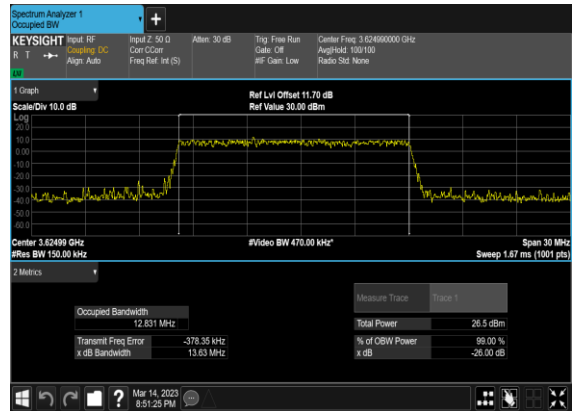 Spectrum Analyzer 1
Occupied BW
+
KEYSIGHT Input: RF Input Z: 50 Ω Atten: 30 dB Trig: Free Run Center Freq: 3.624990000 GHz
R T Coupling: DC Corr CCorr Gate: Off Avg|Hold: 100/100
Align: Auto Freq Ref: Int (S) #IF Gain: Low Radio Std: None
1 Graph
Ref Lvl Offset 11.70 dB
Scale/Div 10.0 dB Ref Value 30.00 dBm
Log
20.0
10.0
0.00
-10.0
-20.0
-30.0
-40.0
-50.0
-60.0
Center 3.62499 GHz #Video BW 470.00 kHz* Span 30 MHz
#Res BW 150.00 kHz Sweep 1.67 ms (1001 pts)
2 Metrics
Measure Trace Trace 1
Occupied Bandwidth
12.831 MHz Total Power 26.5 dBm
Transmit Freq Error -378.35 kHz % of OBW Power 99.00 %
x dB Bandwidth 13.63 MHz x dB -26.00 dB
? Mar 14, 2023
8:51:25 PM